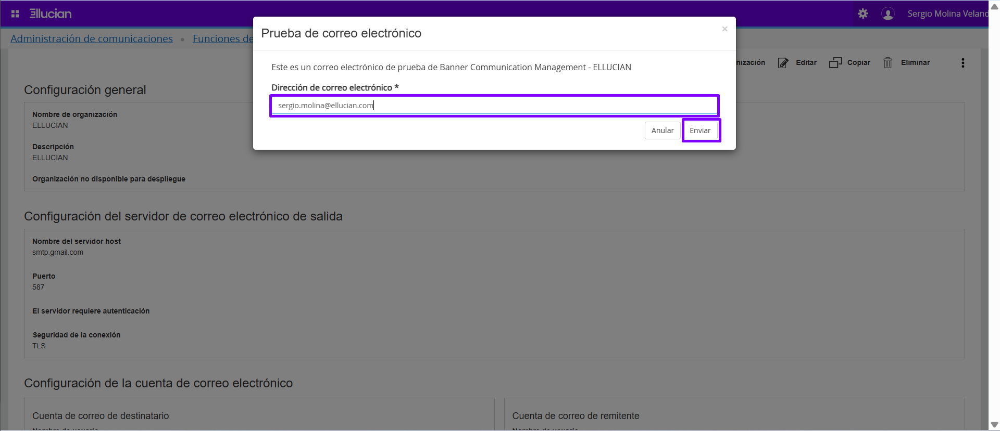 Ellucian
Sergio Molina Veland
Administración de comunicaciones • Funciones de
Prueba de correo electrónico
×
Este es un correo electrónico de prueba de Banner Communication Management - ELLUCIAN
Dirección de correo electrónico *
sergio.molina@ellucian.com
Anular Enviar
nización Editar Copiar Eliminar
Configuración general
Nombre de organización
ELLUCIAN
Descripción
ELLUCIAN
Organización no disponible para despliegue
Configuración del servidor de correo electrónico de salida
Nombre del servidor host
smtp.gmail.com
Puerto
587
El servidor requiere autenticación
Seguridad de la conexión
TLS
Configuración de la cuenta de correo electrónico
Cuenta de correo de destinatario
Cuenta de correo de remitente